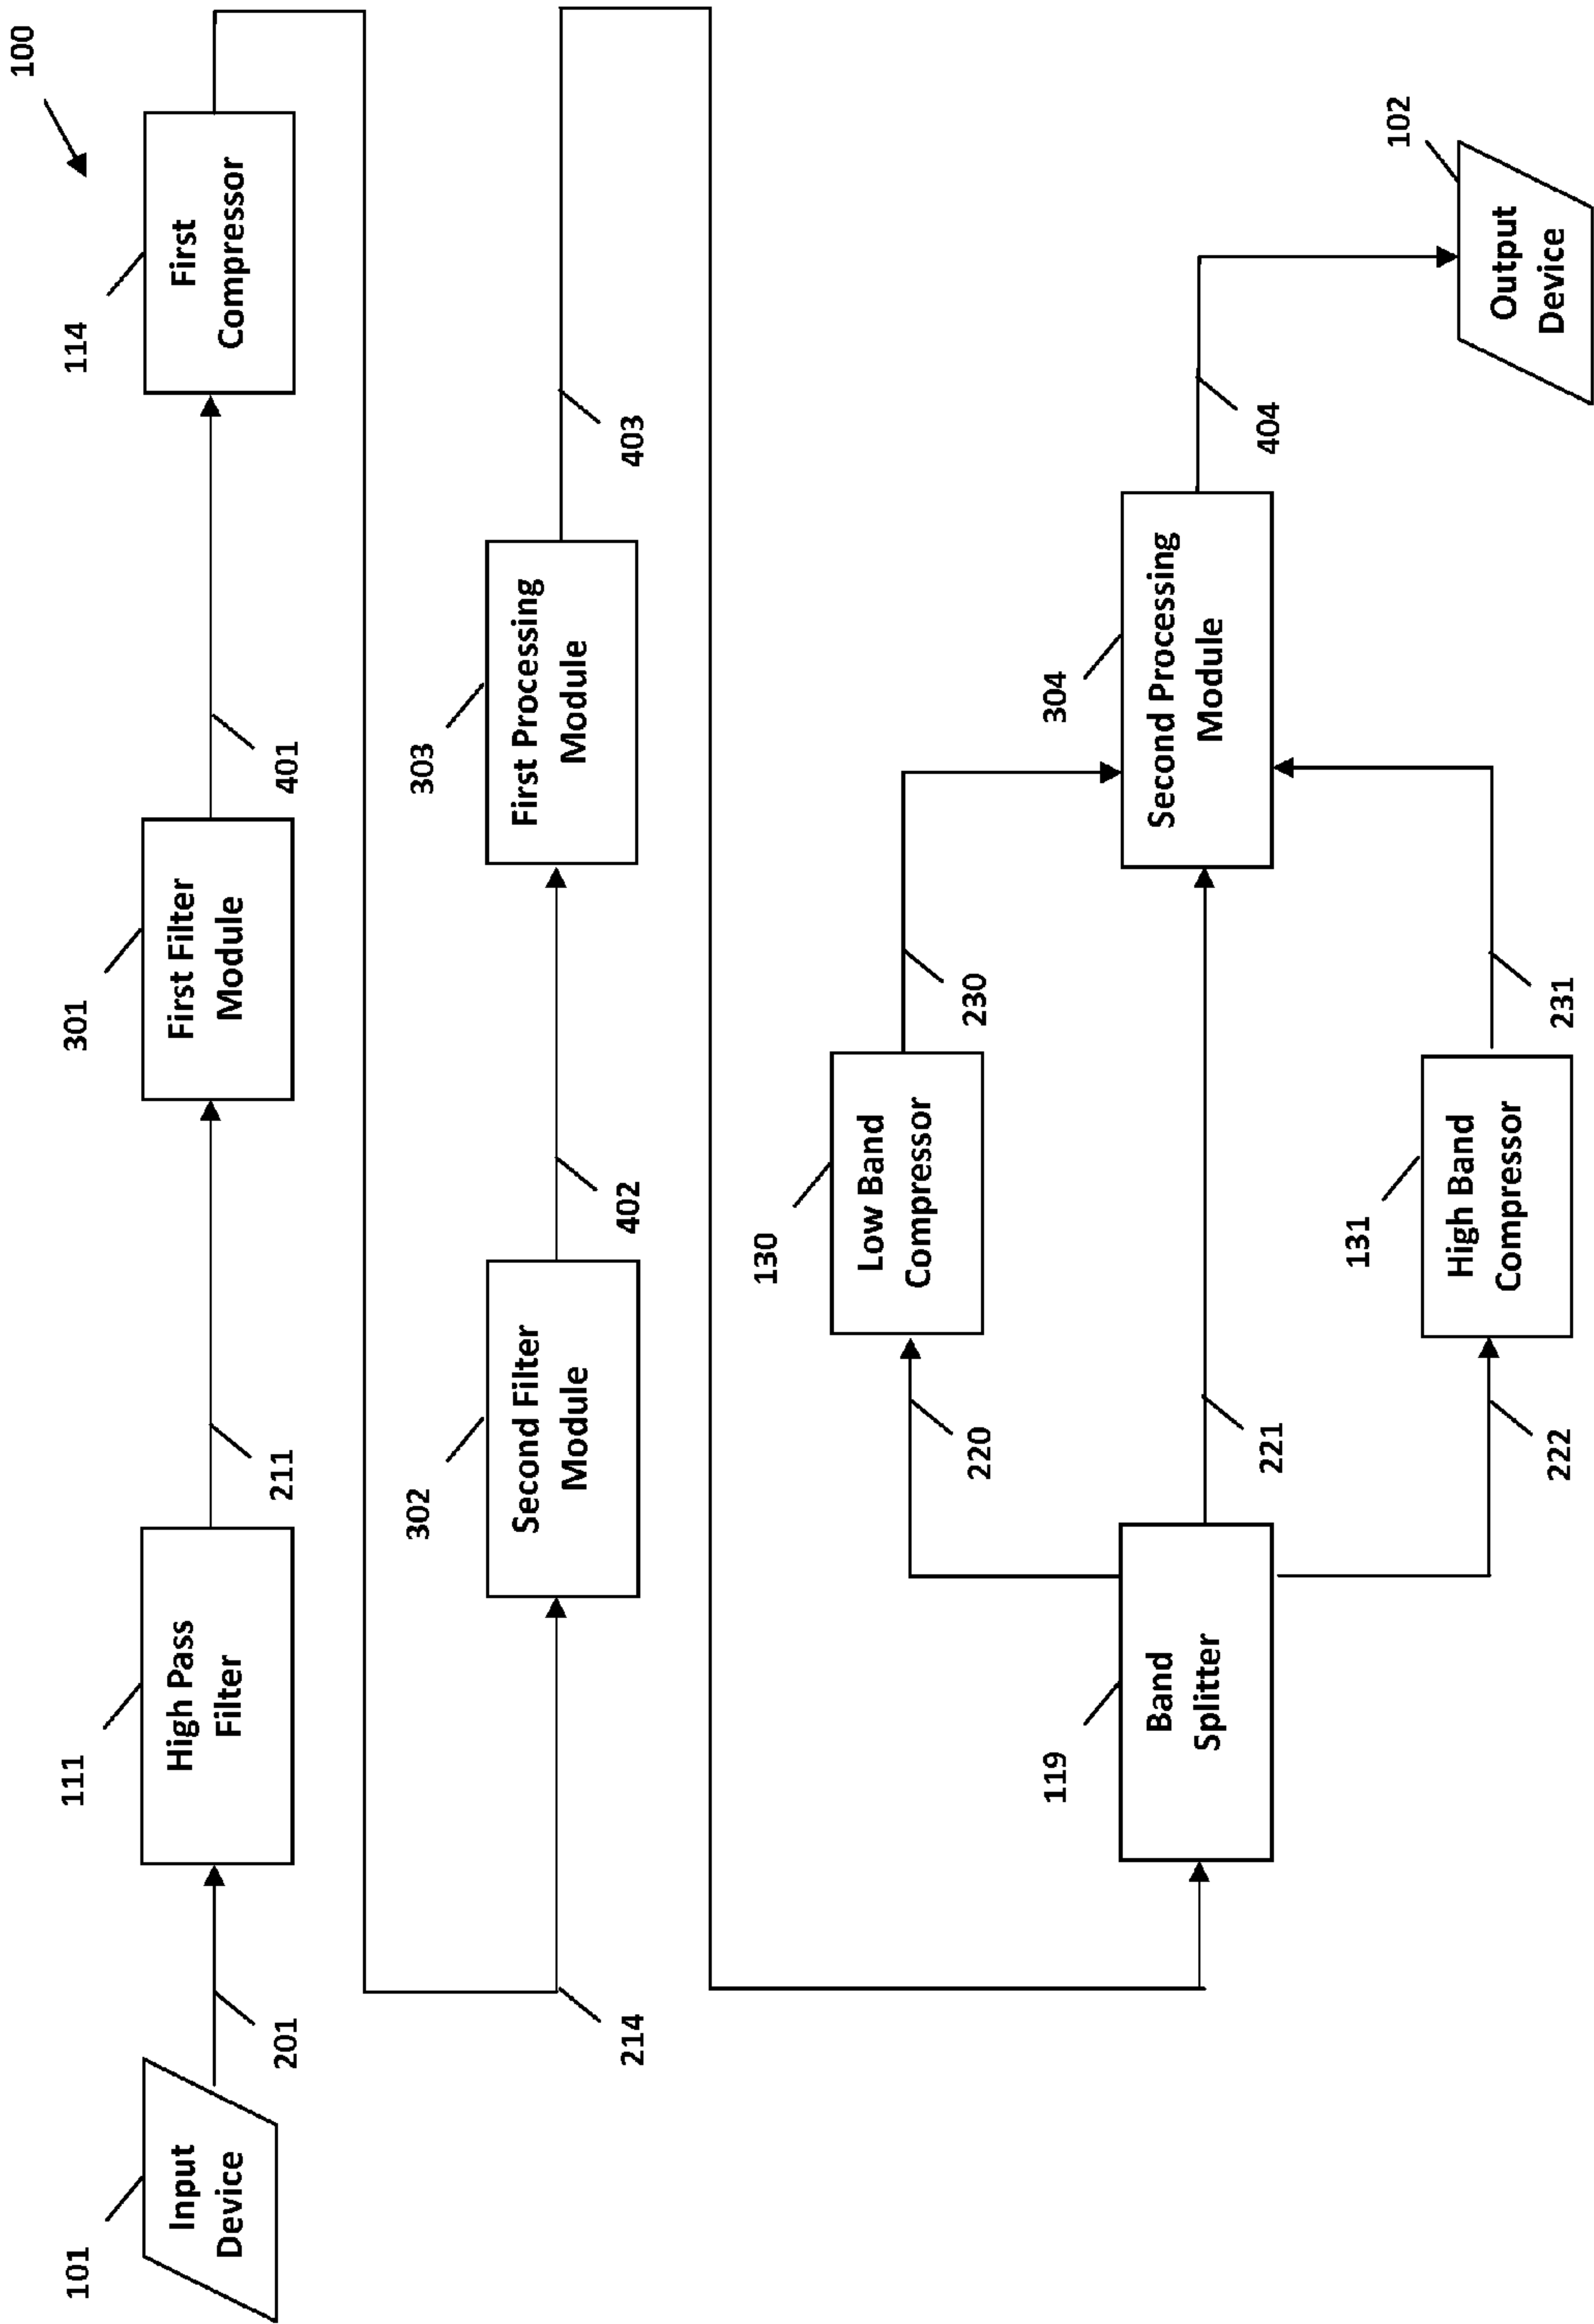 100
101
Input
Device
201
111
High Pass
Filter
211
301
First Filter
Module
401
114
First
Compressor
214
302
Second Filter
Module
402
303
First Processing
Module
403
119
Band
Splitter
220
130
Low Band
Compressor
230
221
222
131
High Band
Compressor
231
304
Second Processing
Module
404
102
Output
Device